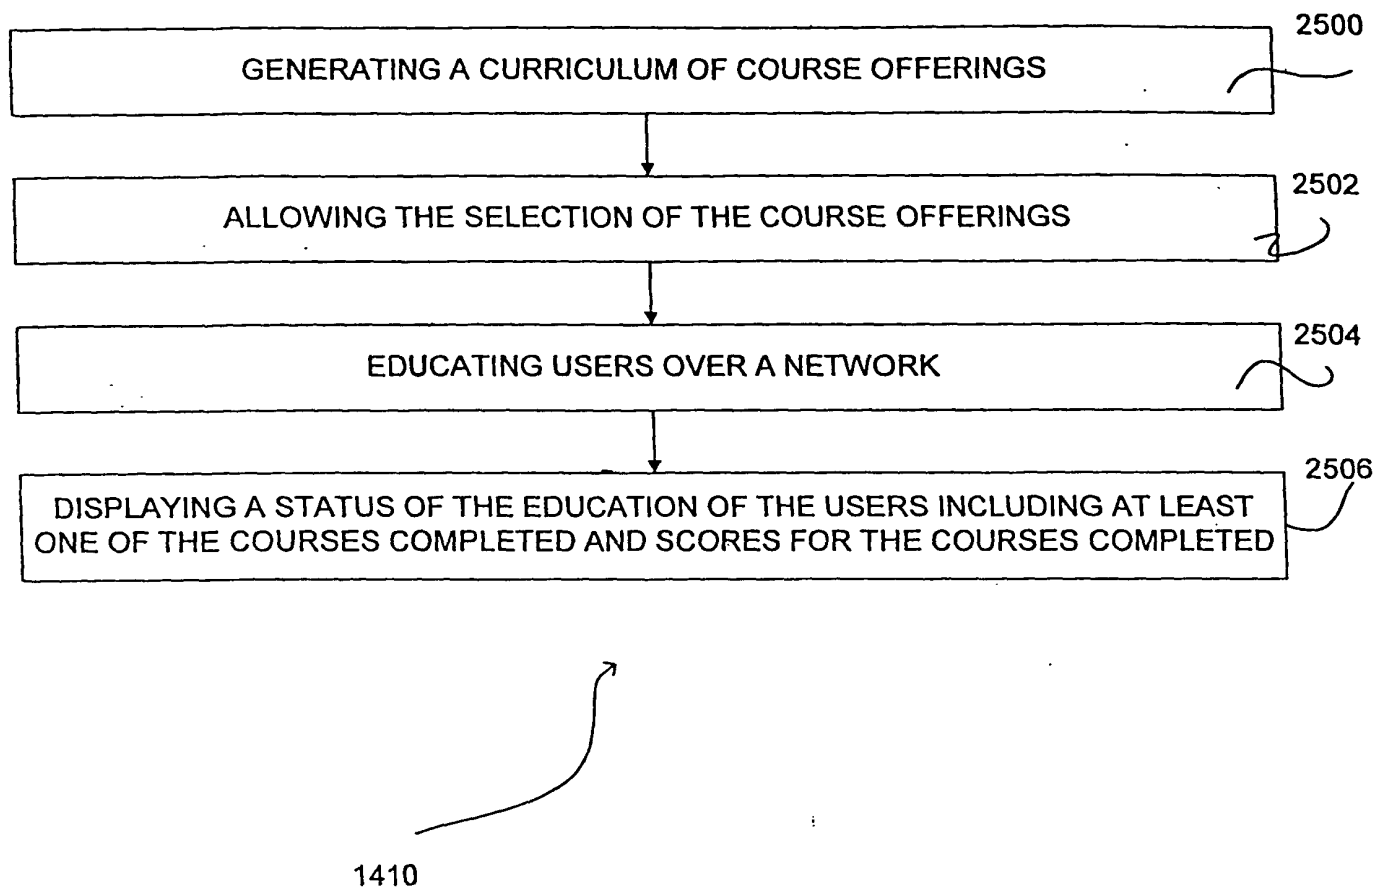 2500
GENERATING A CURRICULUM OF COURSE OFFERINGS
2502
ALLOWING THE SELECTION OF THE COURSE OFFERINGS
2504
EDUCATING USERS OVER A NETWORK
2506
DISPLAYING A STATUS OF THE EDUCATION OF THE USERS INCLUDING AT LEAST
ONE OF THE COURSES COMPLETED AND SCORES FOR THE COURSES COMPLETED
1410